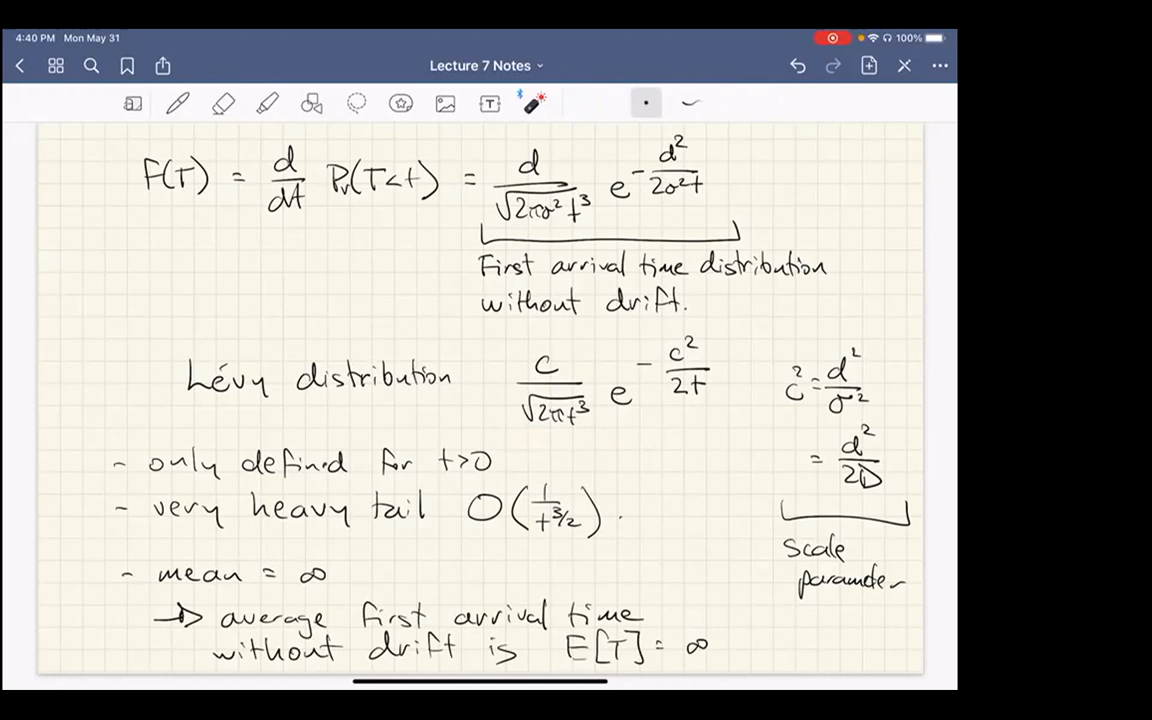 4:40 PM Mon May 31
100%
Lecture 7 Notes
F(T) = d/dt Pr(T<t) = d/√(2πσ²t³) e^(-d²/2σ²t)
First arrival time distribution
without drift.
Lévy distribution c/√(2πt³) e^(-c²/2t) c² = d²/σ²
= d²/2D
- only defined for t>0
- very heavy tail O(1/t^(3/2)).
scale
parameter
- mean = ∞
→ average first arrival time
without drift is E[T] = ∞